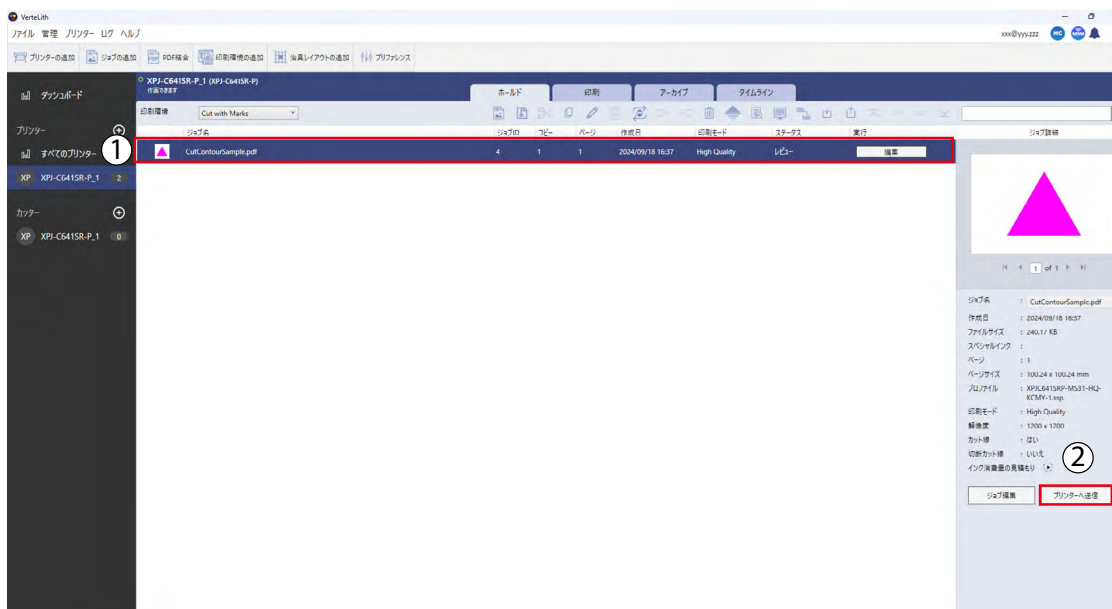 VerteLith
ファイル 管理 プリンター ログ ヘルプ
xxx@yyy.zzz MC MINI
プリンターの追加 ジョブの追加 PDF結合 印刷環境の追加 治具レイアウトの追加 プリファレンス
ダッシュボード
プリンター
すべてのプリンター
XP XPJ-C641SR-P_1 2
カッター
XP XPJ-C641SR-P_1 0
XPJ-C641SR-P_1 (XPJ-C641SR-P)
作画できます
ホールド 印刷 アーカイブ タイムライン
印刷環境 Cut with Marks
ジョブ名 ジョブID コピー ページ 作成日 印刷モード ステータス 実行
①
CutContourSample.pdf 4 1 1 2024/09/18 16:37 High Quality レビュー 編集
ジョブ詳細
1 of 1
ジョブ名 : CutContourSample.pdf
作成日 : 2024/09/18 16:37
ファイルサイズ : 240.17 KB
スペシャルインク :
ページ : 1
ページサイズ : 100.24 x 100.24 mm
プロファイル : XPJC641SRP-MS31-HQ-
KCMY-1.ssp
印刷モード : High Quality
解像度 : 1200 x 1200
カット線 : はい
切断カット線 : いいえ
②
インク消費量の見積もり
ジョブ編集 プリンターへ送信